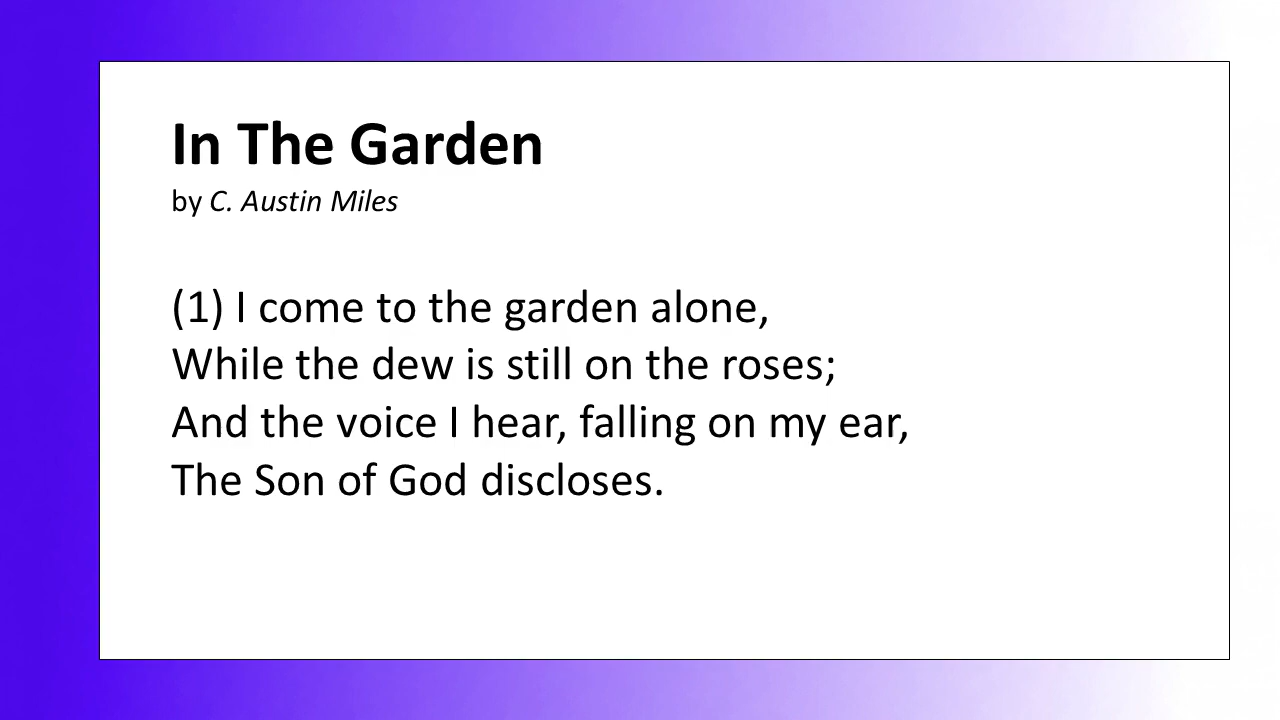 In The Garden
by C. Austin Miles
(1) I come to the garden alone,
While the dew is still on the roses;
And the voice I hear, falling on my ear,
The Son of God discloses.